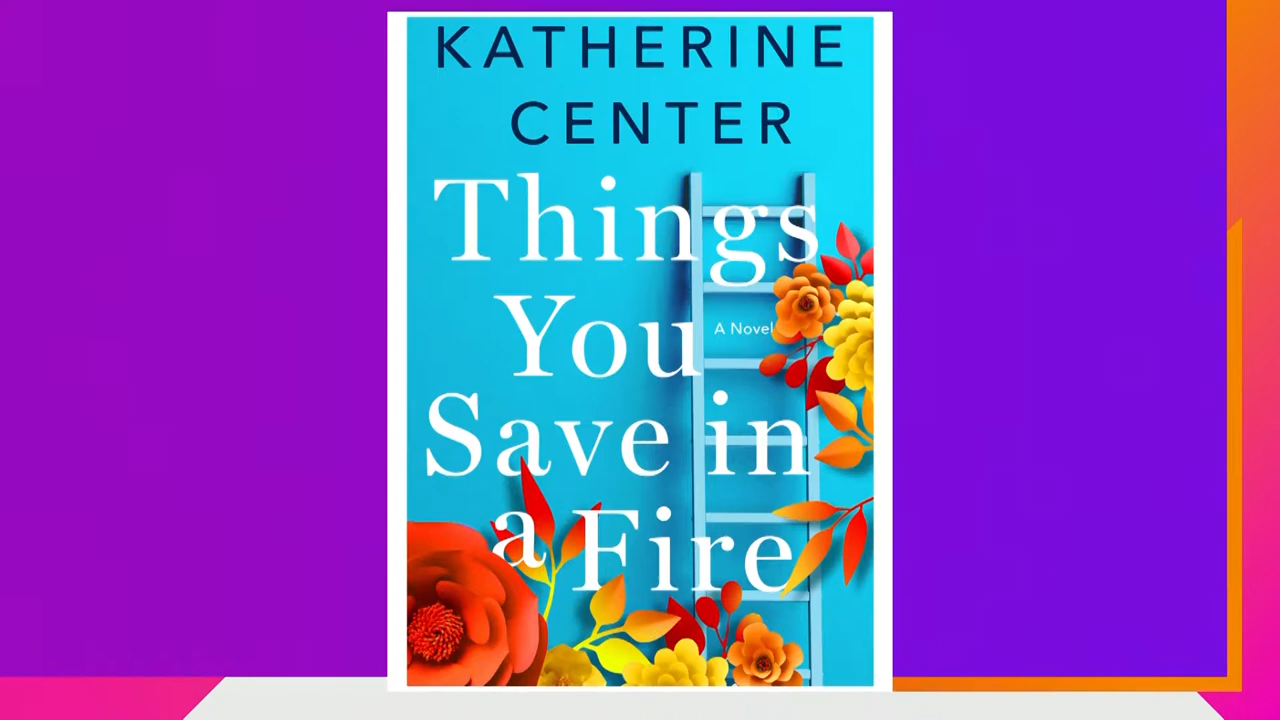 KATHERINE
CENTER
Things
You
A Novel
Save in
a Fire